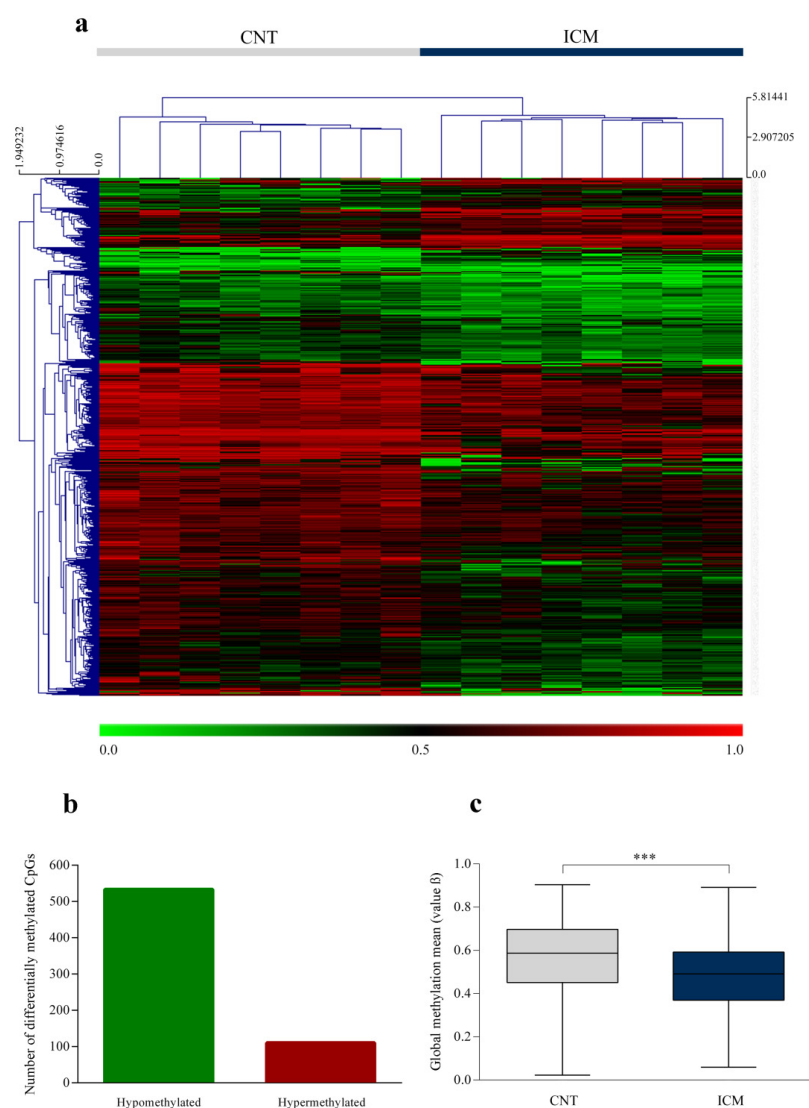 a
CNT ICM
5.81441
2.907205
0.0
1.949232
0.974616
0.0
0.0 0.5 1.0
b
Number of differentially methylated CpGs
600
500
400
300
200
100
0
Hypomethylated Hypermethylated
c
Global methylation mean (value ß)
1.0
0.8
0.6
0.4
0.2
0.0
***
CNT ICM